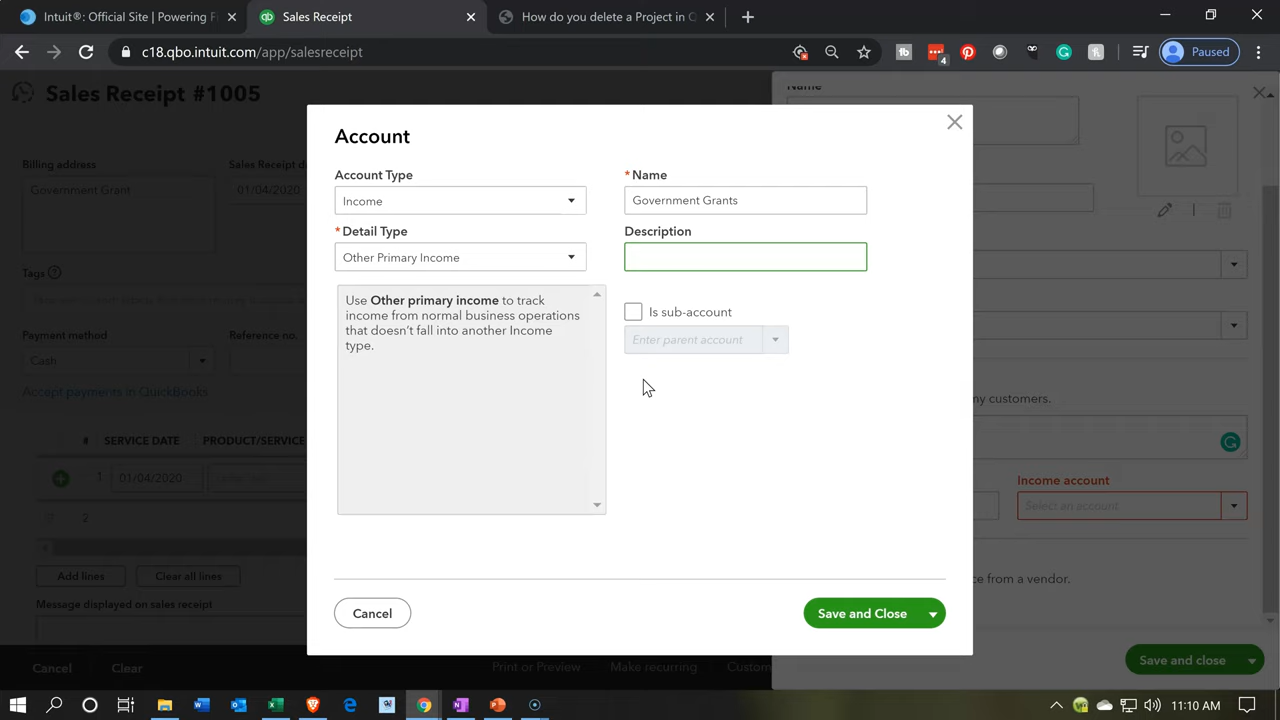 Intuit®: Official Site | Powering F
Sales Receipt
How do you delete a Project in Q
c18.qbo.intuit.com/app/salesreceipt
4
Paused
Sales Receipt #1005
Name
Account
Billing address
Sales Receipt d
Government Grant
01/04/2020
Account Type
*Name
Income
Government Grants
*Detail Type
Description
Other Primary Income
Tags
Use Other primary income to track
income from normal business operations
that doesn't fall into another Income
type.
Is sub-account
Enter parent account
Payment method
Reference no.
Cash
Accept payments in QuickBooks
my customers.
# SERVICE DATE PRODUCT/SERVICE
1 01/04/2020
2
Income account
Select an account
Add lines
Clear all lines
ce from a vendor.
Message displayed on sales receipt
Cancel
Save and Close
Cancel
Clear
Print or Preview
Make recurring
Custom
Save and close
11:10 AM